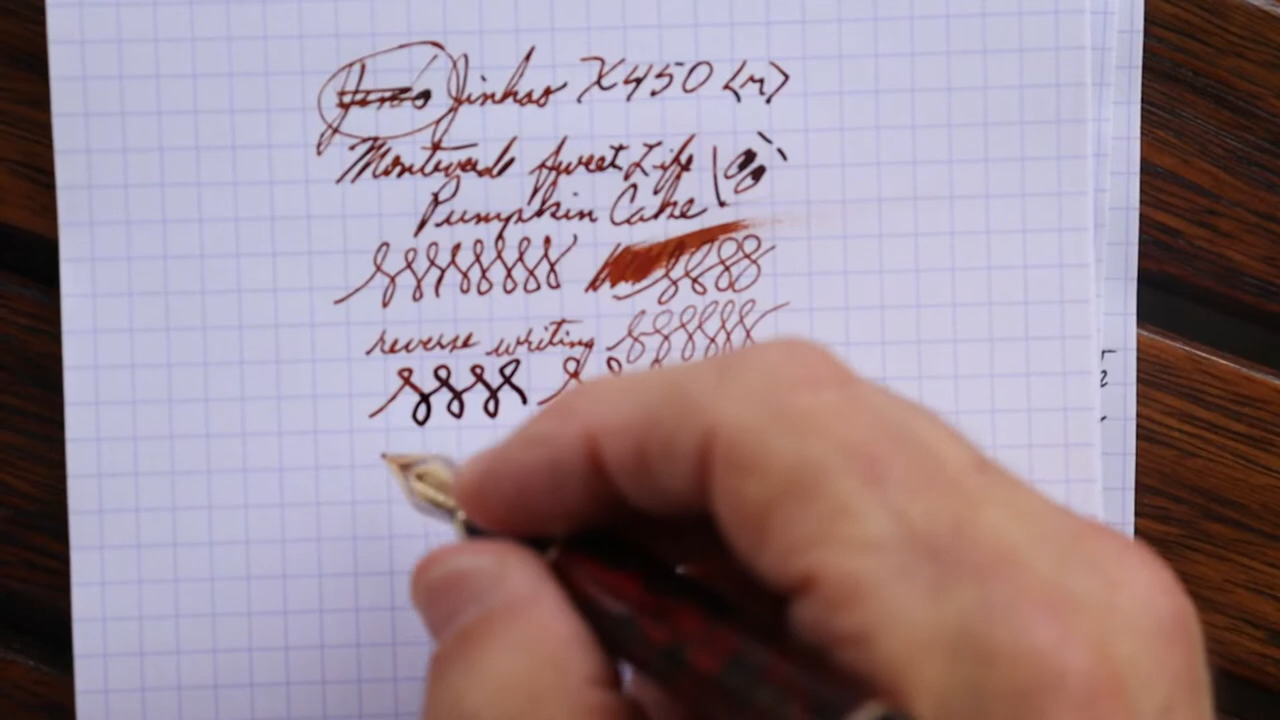 Jinhao X450 <m>
Monteverde Sweet Life
Pumpkin Cake
reverse writing